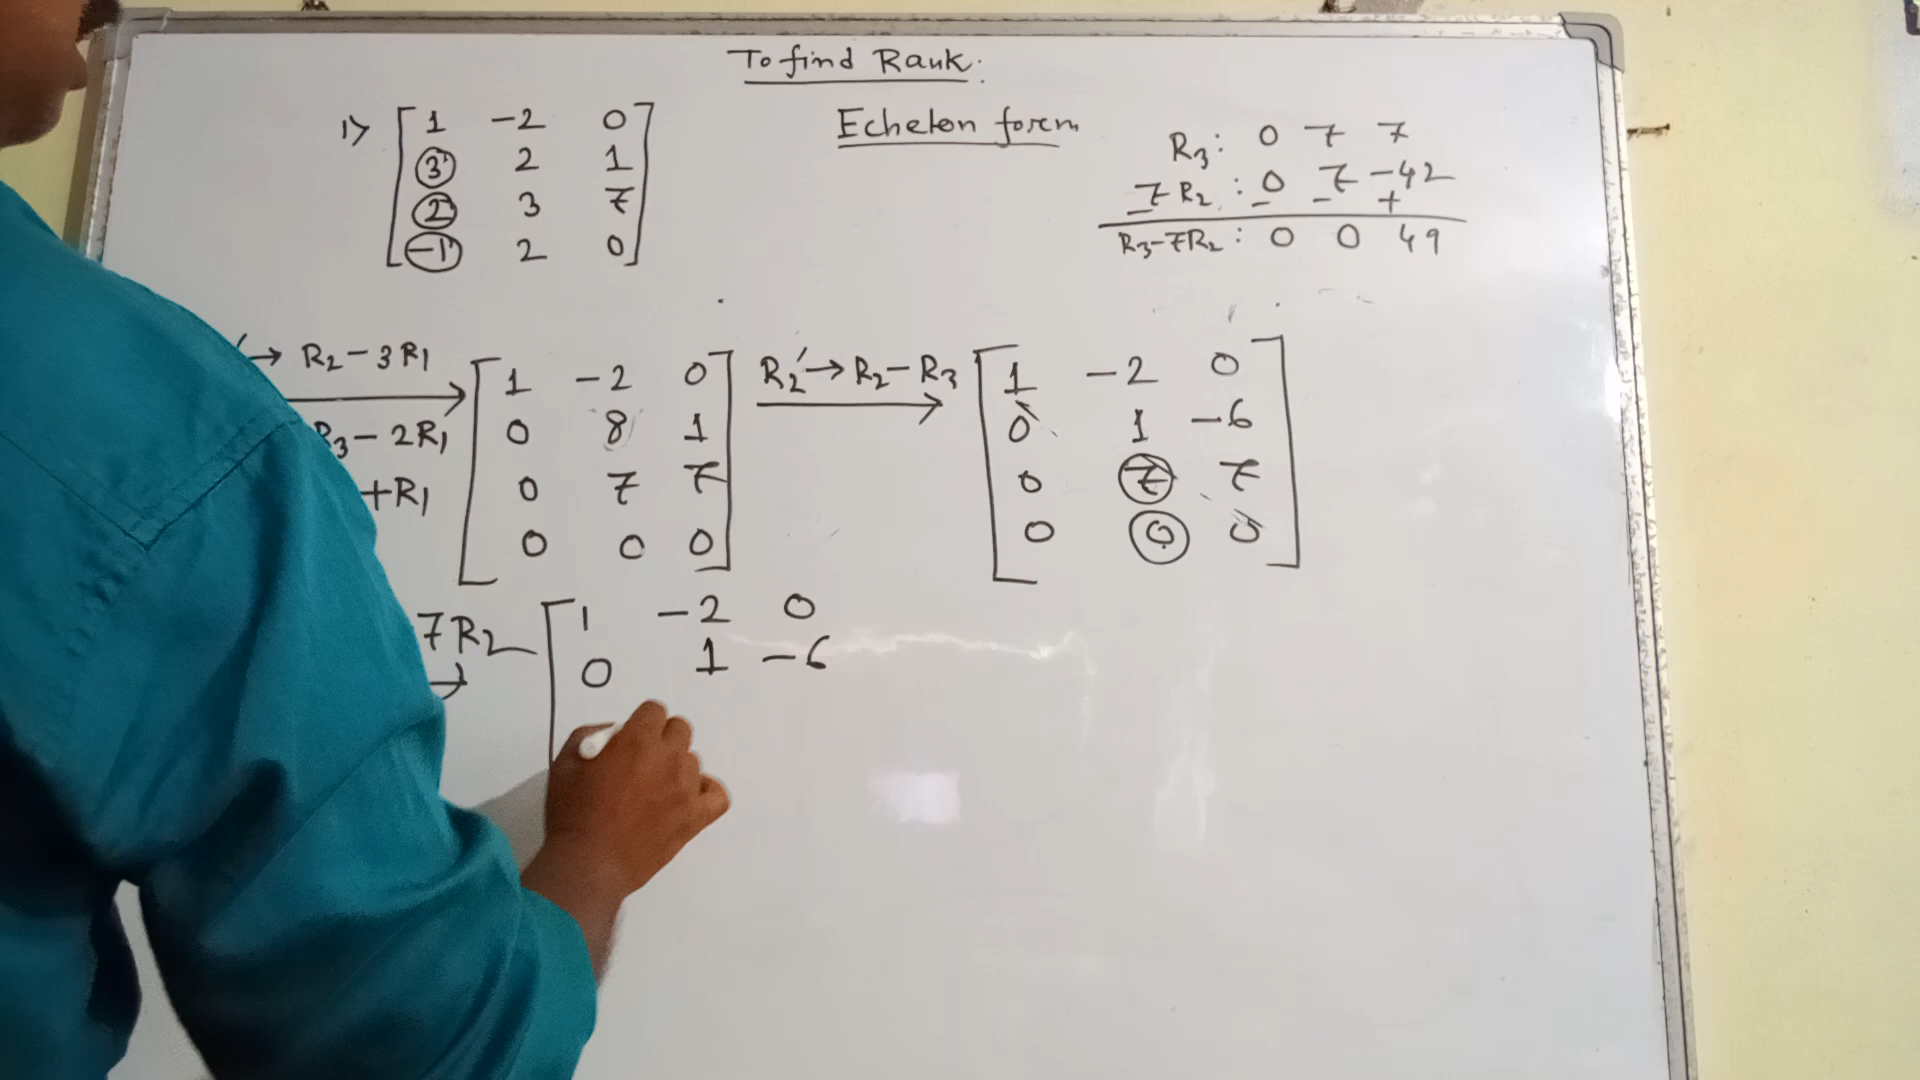 To find Rank.
1) [1 -2 0
3 2 1
2 3 7
-1 2 0]
Echelon form
R3: 0 7 7
7R2: 0 7 -42
- - +
R3-7R2: 0 0 49
→ R2-3R1
R3-2R1
+R1
[1 -2 0
0 8 1
0 7 7
0 0 0]
R2'→R2-R3
[1 -2 0
0 1 -6
0 7 7
0 0 0]
7R2
[1 -2 0
0 1 -6